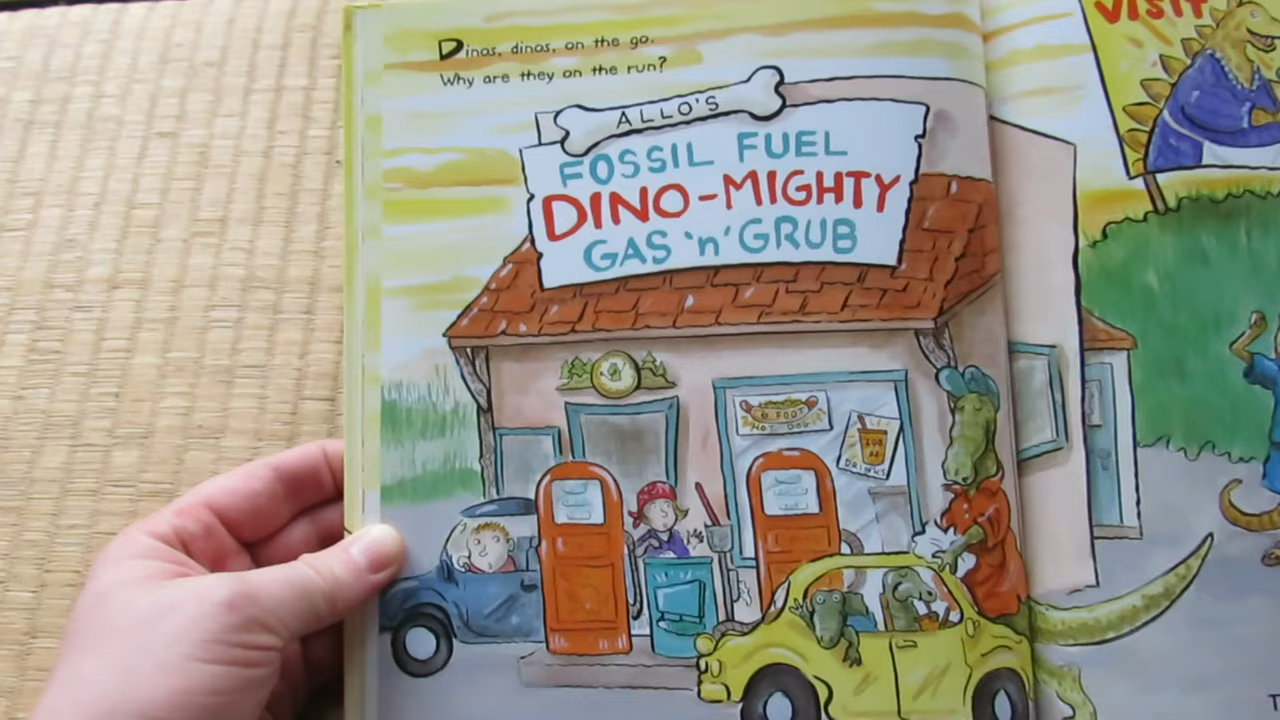 Dinos, dinos, on the go.
Why are they on the run?
ALLO'S
FOSSIL FUEL
DINO-MIGHTY
GAS 'n' GRUB
6 FOOT
HOT DOG
DRINKS
VISIT